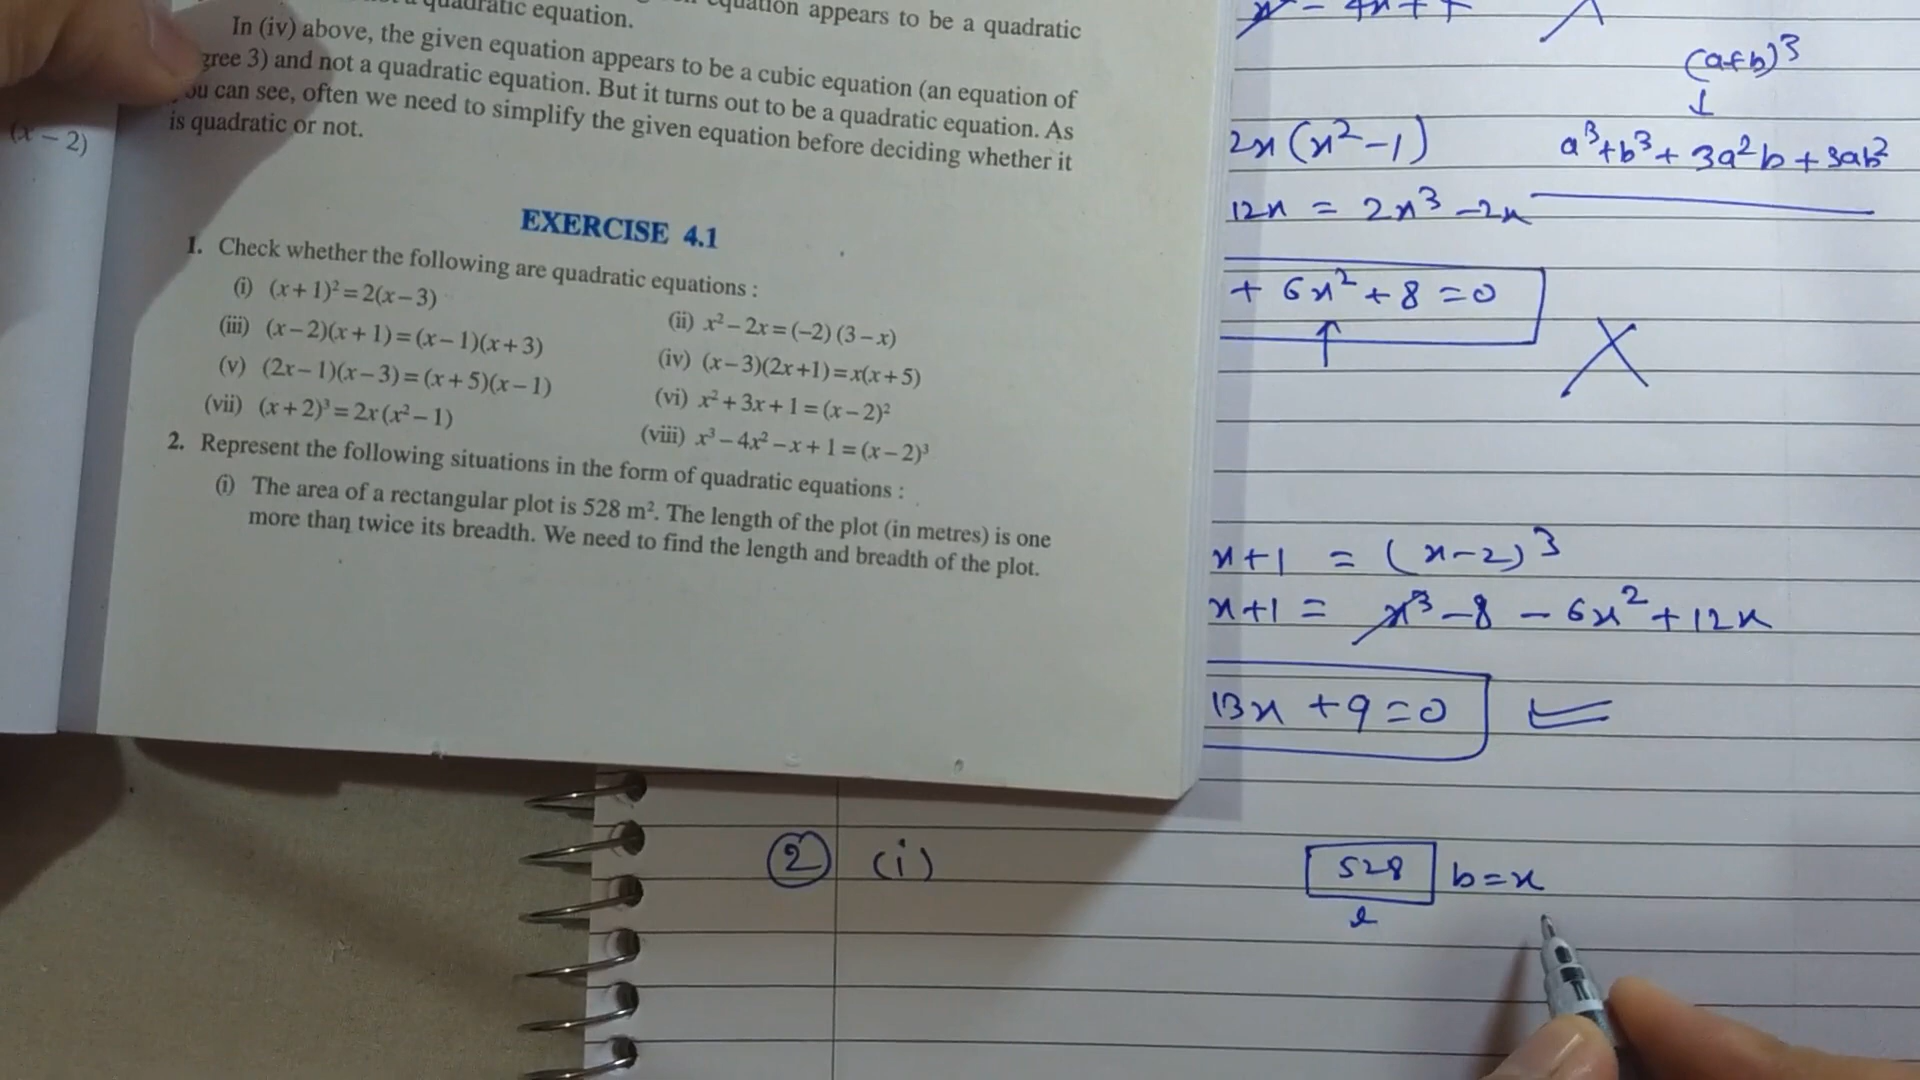 (x – 2)
quadratic equation.
equation appears to be a quadratic
In (iv) above, the given equation appears to be a cubic equation (an equation of
gree 3) and not a quadratic equation. But it turns out to be a quadratic equation. As
ou can see, often we need to simplify the given equation before deciding whether it
is quadratic or not.
EXERCISE 4.1
1. Check whether the following are quadratic equations :
(i) (x + 1)² = 2(x – 3)
(ii) x² – 2x = (–2) (3 – x)
(iii) (x – 2)(x + 1) = (x – 1)(x + 3)
(iv) (x – 3)(2x + 1) = x(x + 5)
(v) (2x – 1)(x – 3) = (x + 5)(x – 1)
(vi) x² + 3x + 1 = (x – 2)²
(vii) (x + 2)³ = 2x (x² – 1)
(viii) x³ – 4x² – x + 1 = (x – 2)³
2. Represent the following situations in the form of quadratic equations :
(i) The area of a rectangular plot is 528 m². The length of the plot (in metres) is one
more than twice its breadth. We need to find the length and breadth of the plot.
(a+b)³
↓
2x (x²-1)
a³+b³+3a²b+3ab²
12x = 2x³ -2x
+ 6x² + 8 = 0
x+1 = (x-2)³
x+1 = x³ -8 - 6x² + 12x
13x + 9 = 0
2 (i)
528 b=x
l